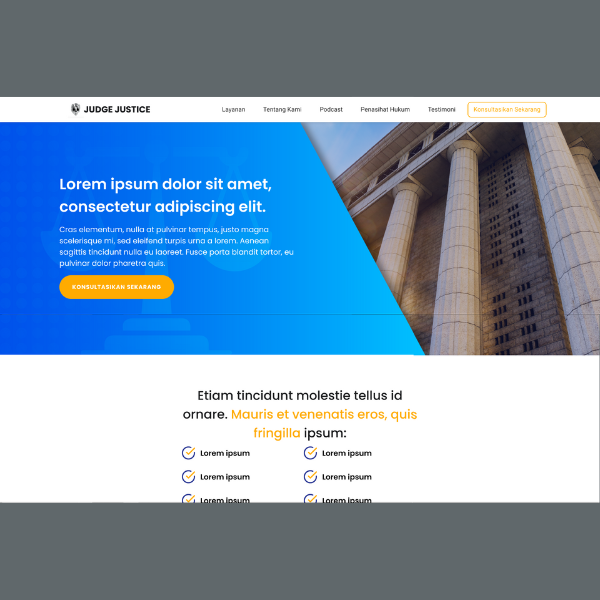 JUDGE JUSTICE
Layanan
Tentang Kami
Podcast
Penasihat Hukum
Testimoni
Konsultasikan Sekarang
Lorem ipsum dolor sit amet,
consectetur adipiscing elit.
Cras elementum, nulla at pulvinar tempus, justo magna
scelerisque mi, sed eleifend turpis urna a lorem. Aenean
sagittis tincidunt nulla eu laoreet. Fusce porta blandit tortor, eu
pulvinar dolor pharetra quis.
KONSULTASIKAN SEKARANG
Etiam tincidunt molestie tellus id
ornare. Mauris et venenatis eros, quis
fringilla ipsum:
Lorem ipsum
Lorem ipsum
Lorem ipsum
Lorem ipsum
Lorem ipsum
Lorem ipsum